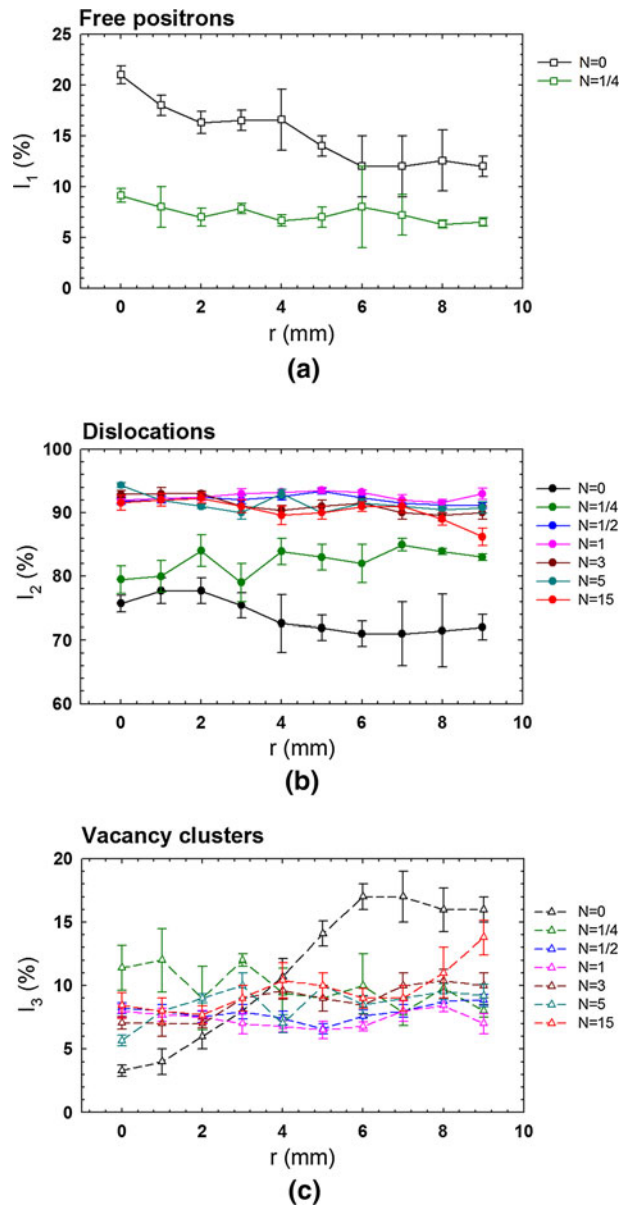 Free positrons
25
20
15
10
5
0
I1 (%)
0 2 4 6 8 10
r (mm)
N=0
N=1/4
(a)
Dislocations
100
90
80
70
60
I2 (%)
0 2 4 6 8 10
r (mm)
N=0
N=1/4
N=1/2
N=1
N=3
N=5
N=15
(b)
Vacancy clusters
20
15
10
5
0
I3 (%)
0 2 4 6 8 10
r (mm)
N=0
N=1/4
N=1/2
N=1
N=3
N=5
N=15
(c)